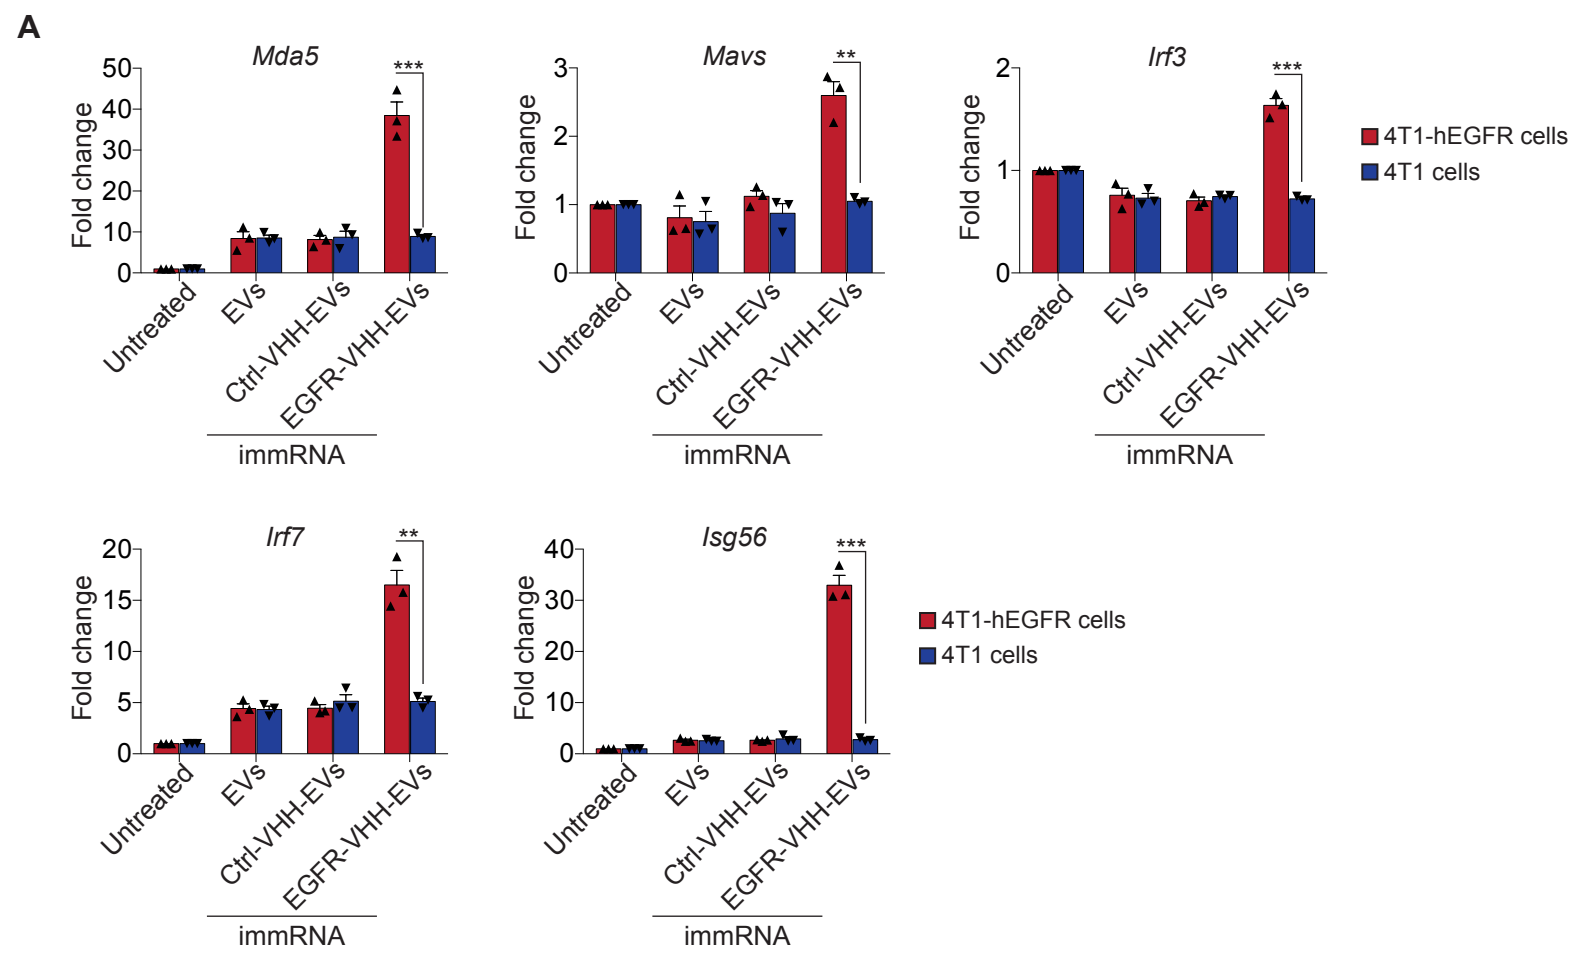 A
Mda5
Fold change
50
40
30
20
10
0
***
Untreated
EVs
Ctrl-VHH-EVs
EGFR-VHH-EVs
immRNA
Mavs
Fold change
3
2
1
0
**
Untreated
EVs
Ctrl-VHH-EVs
EGFR-VHH-EVs
immRNA
Irf3
Fold change
2
1
0
***
Untreated
EVs
Ctrl-VHH-EVs
EGFR-VHH-EVs
immRNA
4T1-hEGFR cells
4T1 cells
Irf7
Fold change
20
15
10
5
0
**
Untreated
EVs
Ctrl-VHH-EVs
EGFR-VHH-EVs
immRNA
Isg56
Fold change
40
30
20
10
0
***
Untreated
EVs
Ctrl-VHH-EVs
EGFR-VHH-EVs
immRNA
4T1-hEGFR cells
4T1 cells